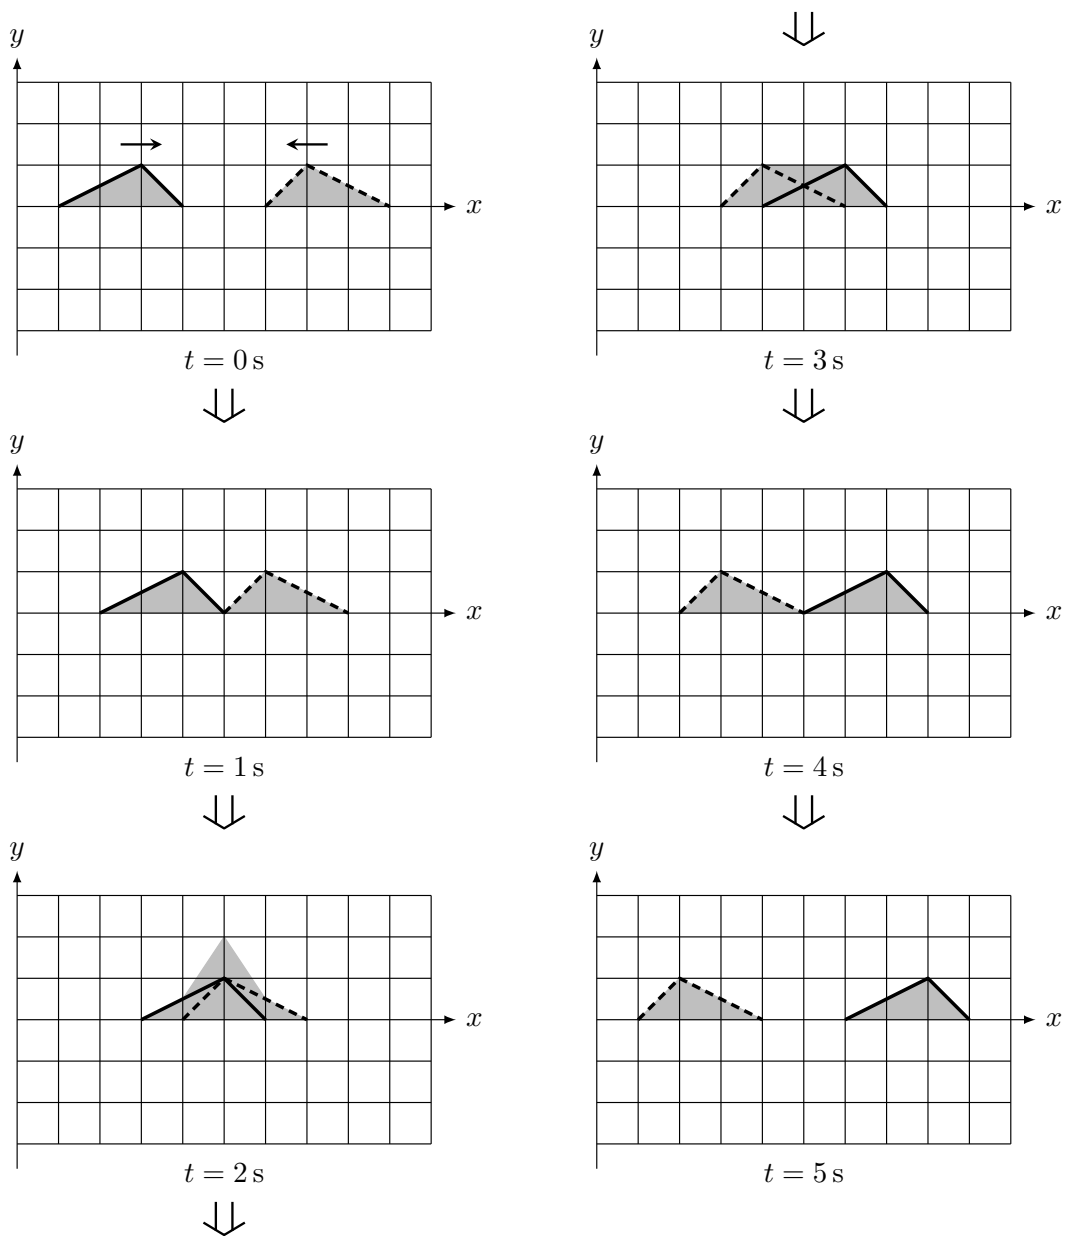 y
x
t = 0 s
y
x
t = 1 s
y
x
t = 2 s
y
x
t = 3 s
y
x
t = 4 s
y
x
t = 5 s